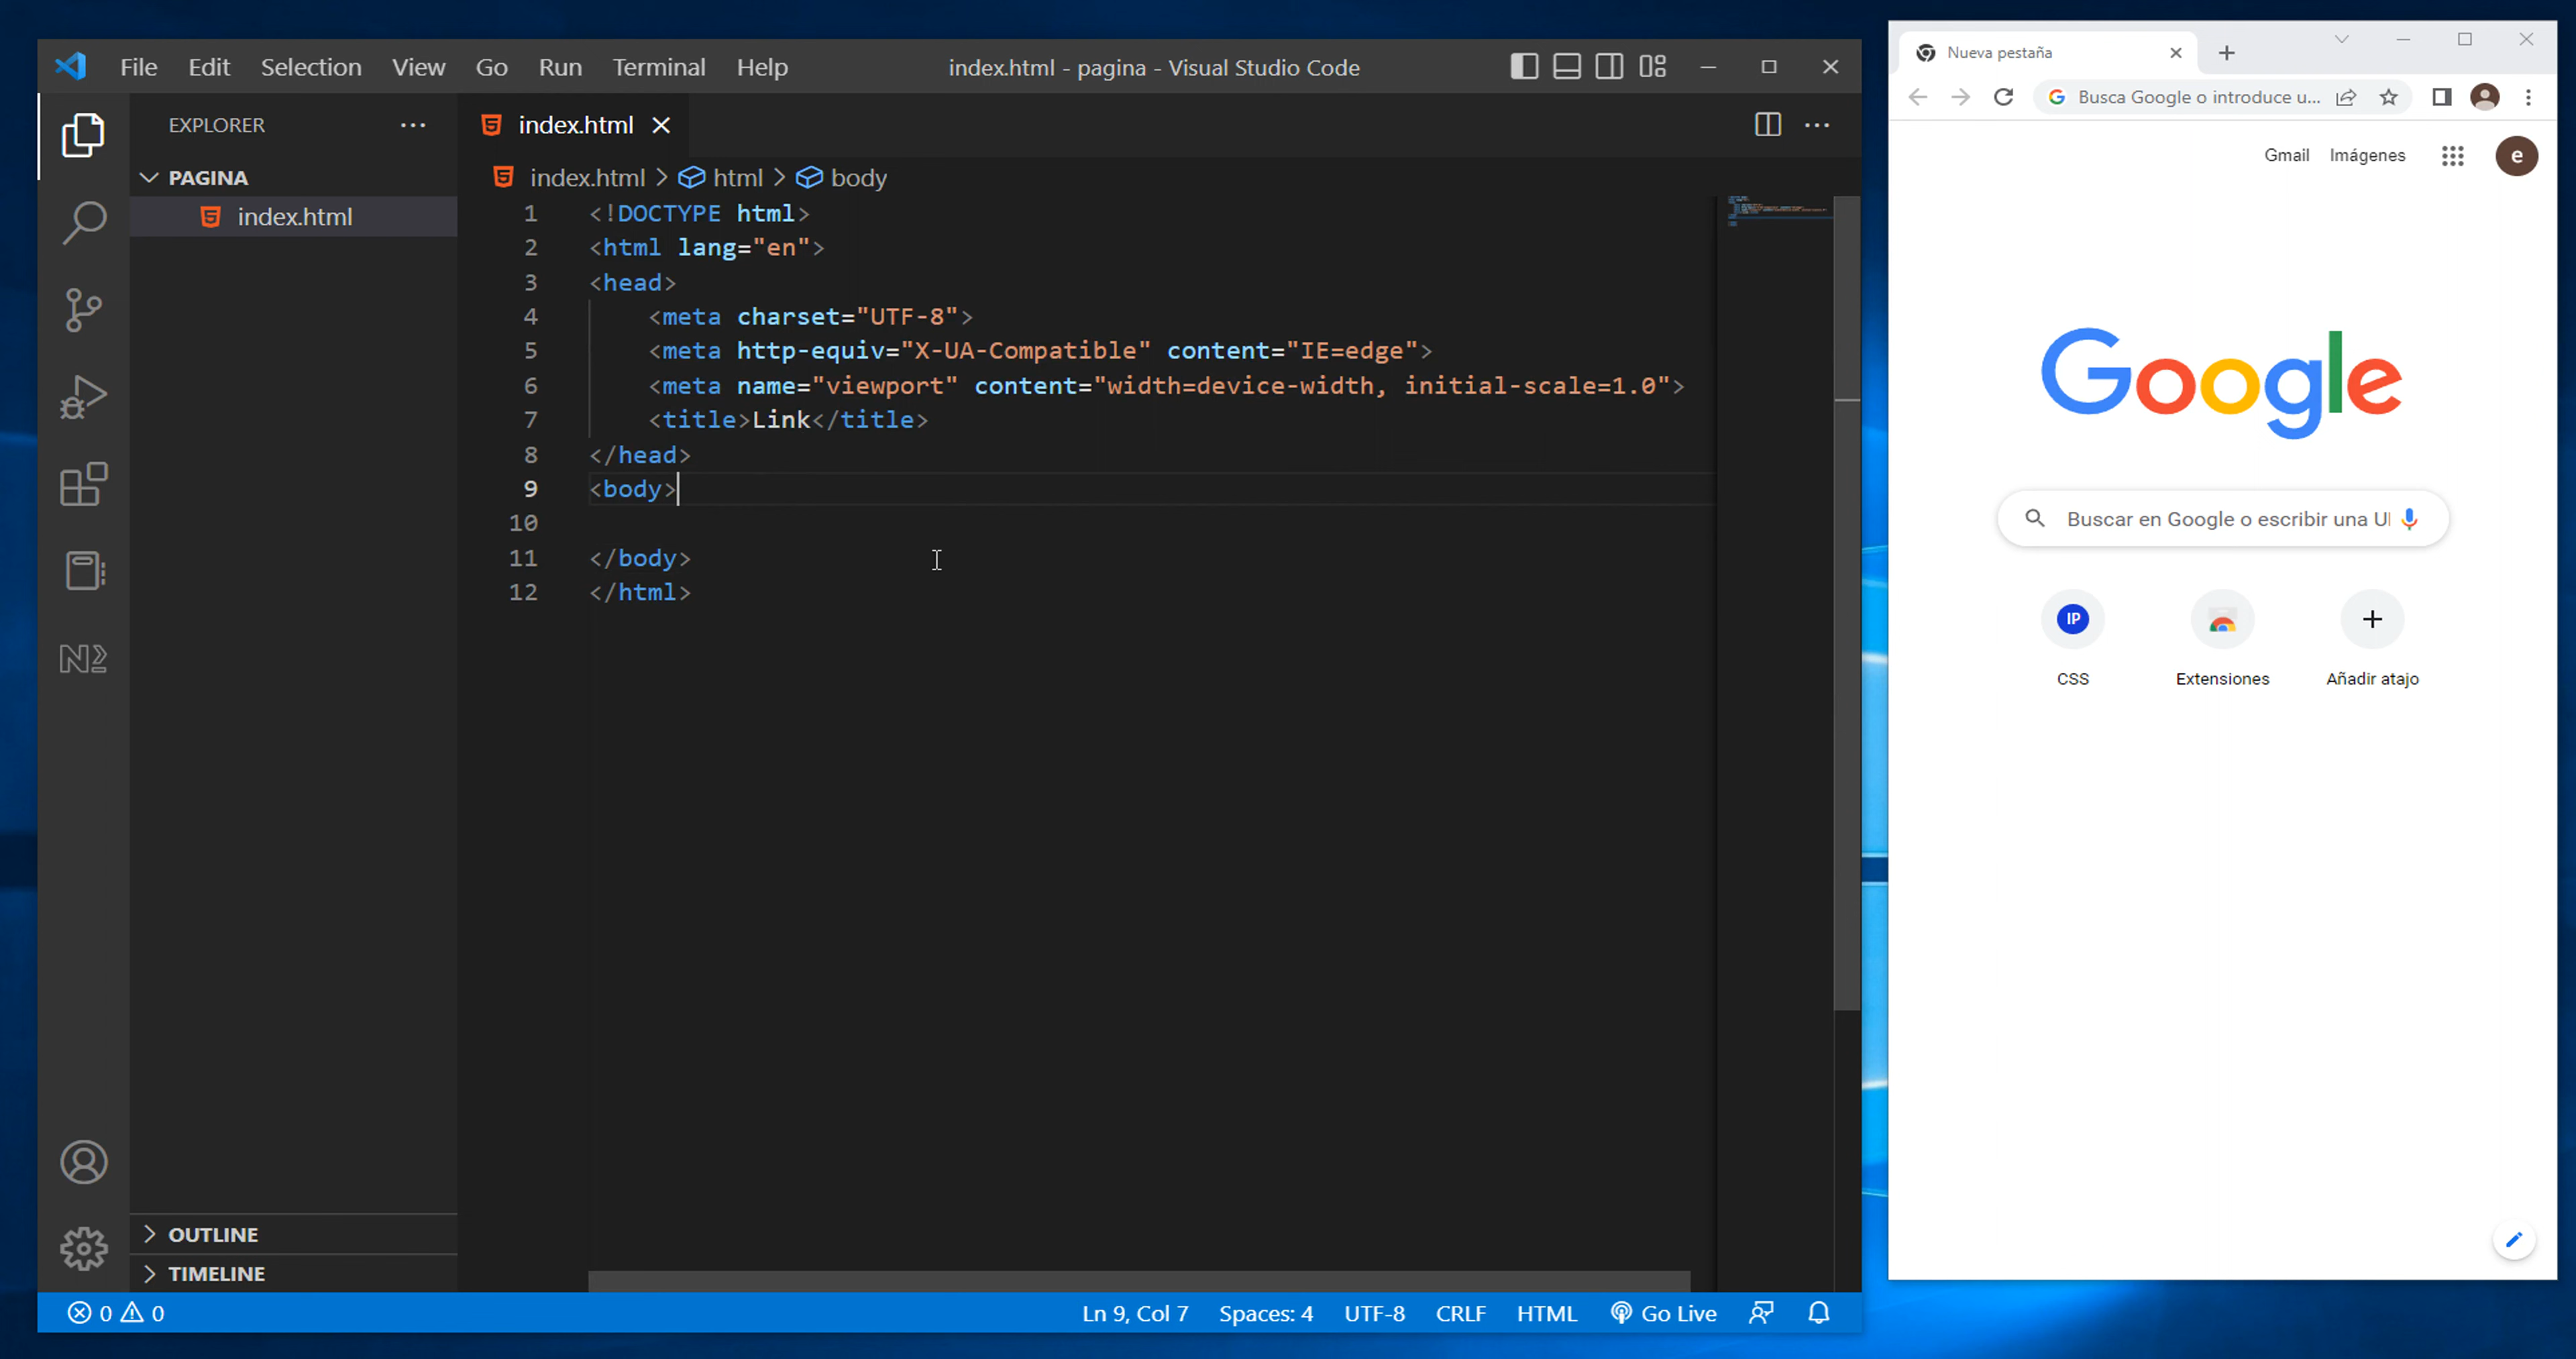 File Edit Selection View Go Run Terminal Help index.html - pagina - Visual Studio Code
EXPLORER
PAGINA
index.html
OUTLINE
TIMELINE
index.html
index.html > html > body
1 <!DOCTYPE html>
2 <html lang="en">
3 <head>
4 <meta charset="UTF-8">
5 <meta http-equiv="X-UA-Compatible" content="IE=edge">
6 <meta name="viewport" content="width=device-width, initial-scale=1.0">
7 <title>Link</title>
8 </head>
9 <body>
10
11 </body>
12 </html>
0 0 Ln 9, Col 7 Spaces: 4 UTF-8 CRLF HTML Go Live
Nueva pestaña
Busca Google o introduce u...
Gmail Imágenes e
Google
Buscar en Google o escribir una UI
IP
CSS Extensiones Añadir atajo